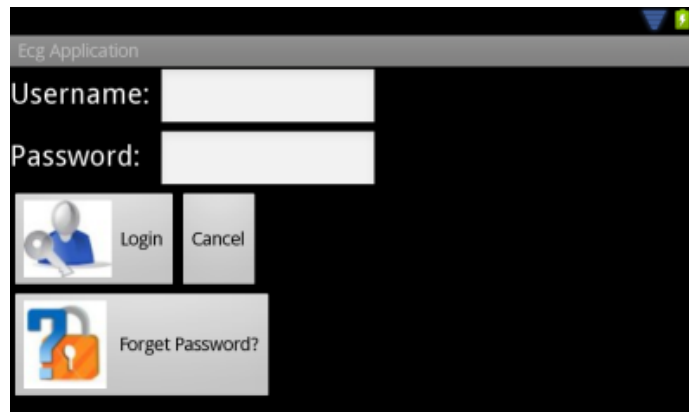 Ecg Application
Username:
Password:
Login Cancel
Forget Password?